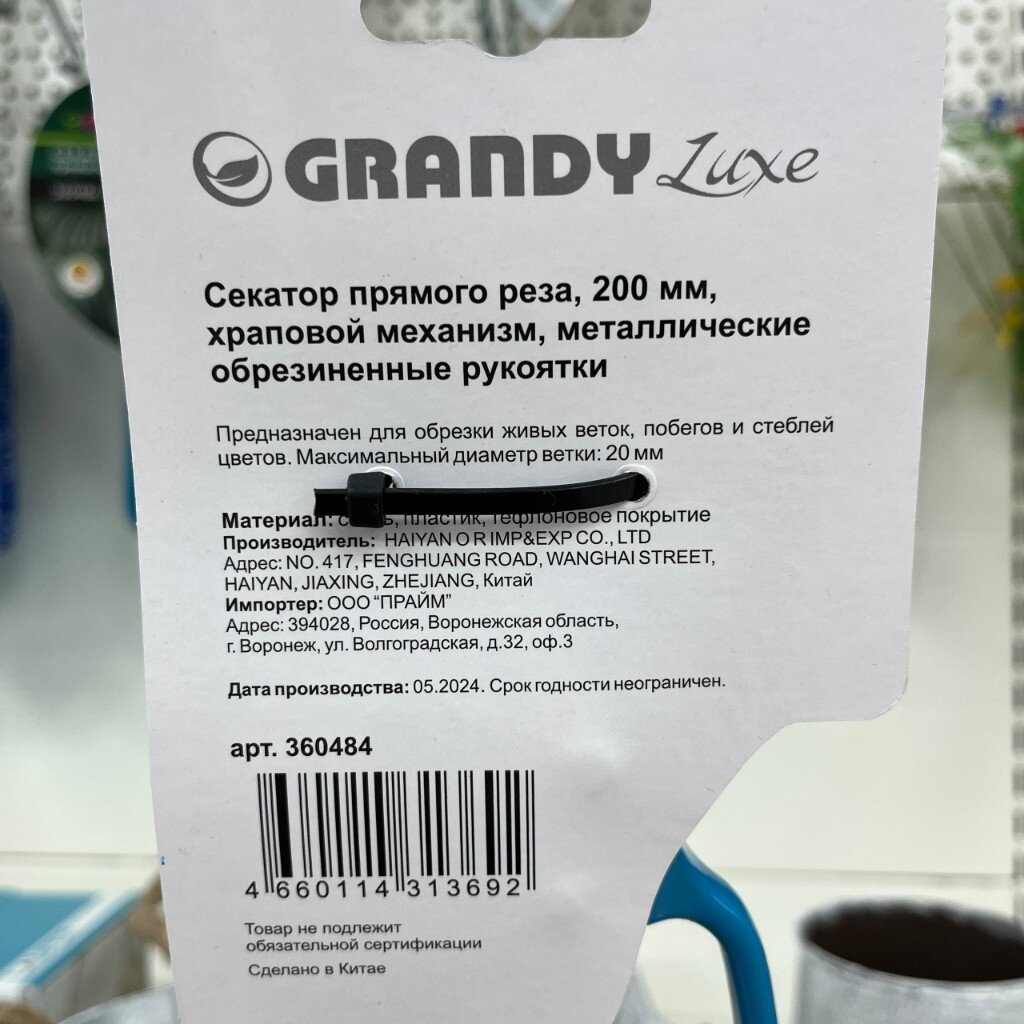 GRANDY Luxe
Секатор прямого реза, 200 мм,
храповой механизм, металлические
обрезиненные рукоятки
Предназначен для обрезки живых веток, побегов и стеблей
цветов. Максимальный диаметр ветки: 20 мм
Материал: пластик, тефлоновое покрытие
Производитель: HAIYAN O R IMP&EXP CO., LTD
Адрес: NO. 417, FENGHUANG ROAD, WANGHAI STREET,
HAIYAN, JIAXING, ZHEJIANG, Китай
Импортер: ООО “ПРАЙМ”
Адрес: 394028, Россия, Воронежская область,
г. Воронеж, ул. Волгоградская, д.32, оф.3
Дата производства: 05.2024. Срок годности неограничен.
арт. 360484
4 660114 313692
Товар не подлежит
обязательной сертификации
Сделано в Китае